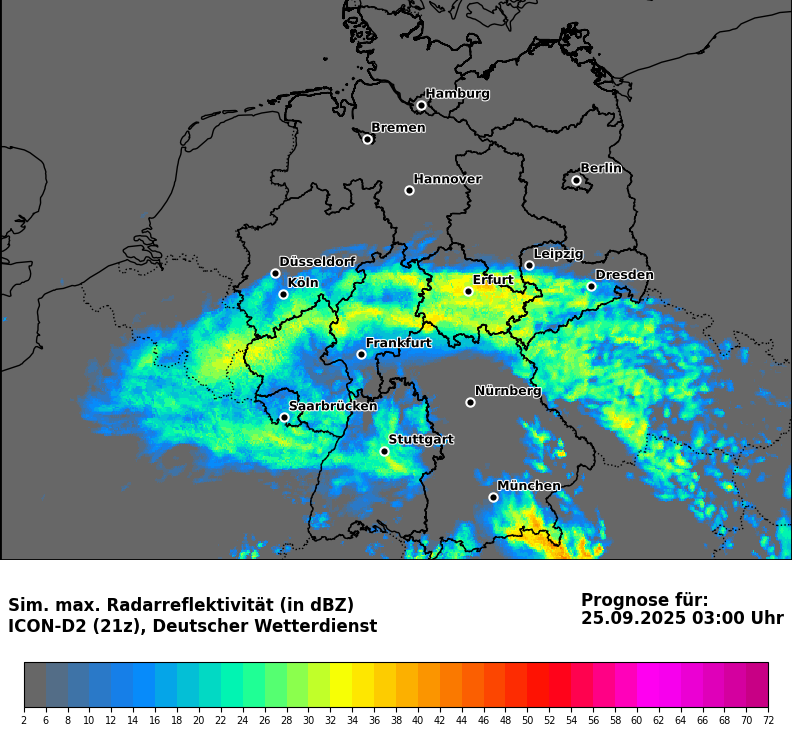 Hamburg
Bremen
Berlin
Hannover
Leipzig
Düsseldorf
Dresden
Köln
Erfurt
Frankfurt
Nürnberg
Saarbrücken
Stuttgart
München
Sim. max. Radarreflektivität (in dBZ)
ICON-D2 (21z), Deutscher Wetterdienst
Prognose für:
25.09.2025 03:00 Uhr
2 6 8 10 12 14 16 18 20 22 24 26 28 30 32 34 36 38 40 42 44 46 48 50 52 54 56 58 60 62 64 66 68 70 72